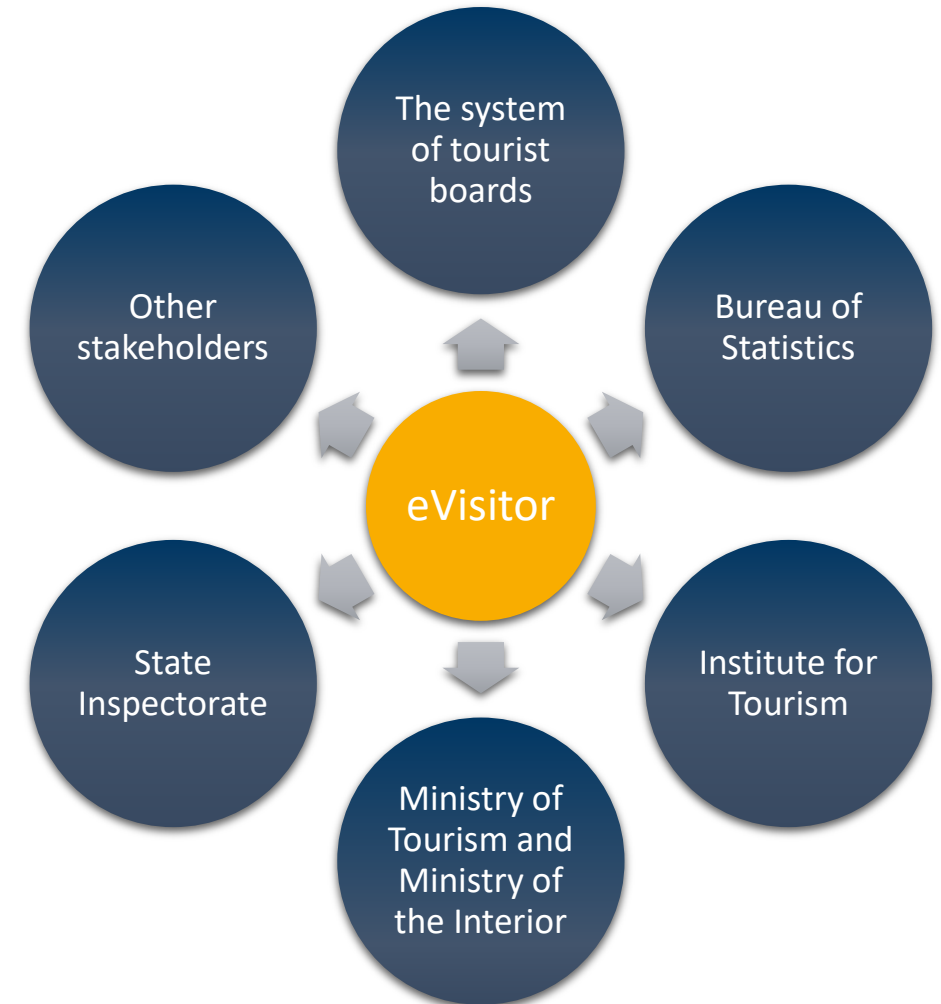 The system
of tourist
boards
Other
stakeholders
Bureau of
Statistics
eVisitor
State
Inspectorate
Institute for
Tourism
Ministry of
Tourism and
Ministry of
the Interior